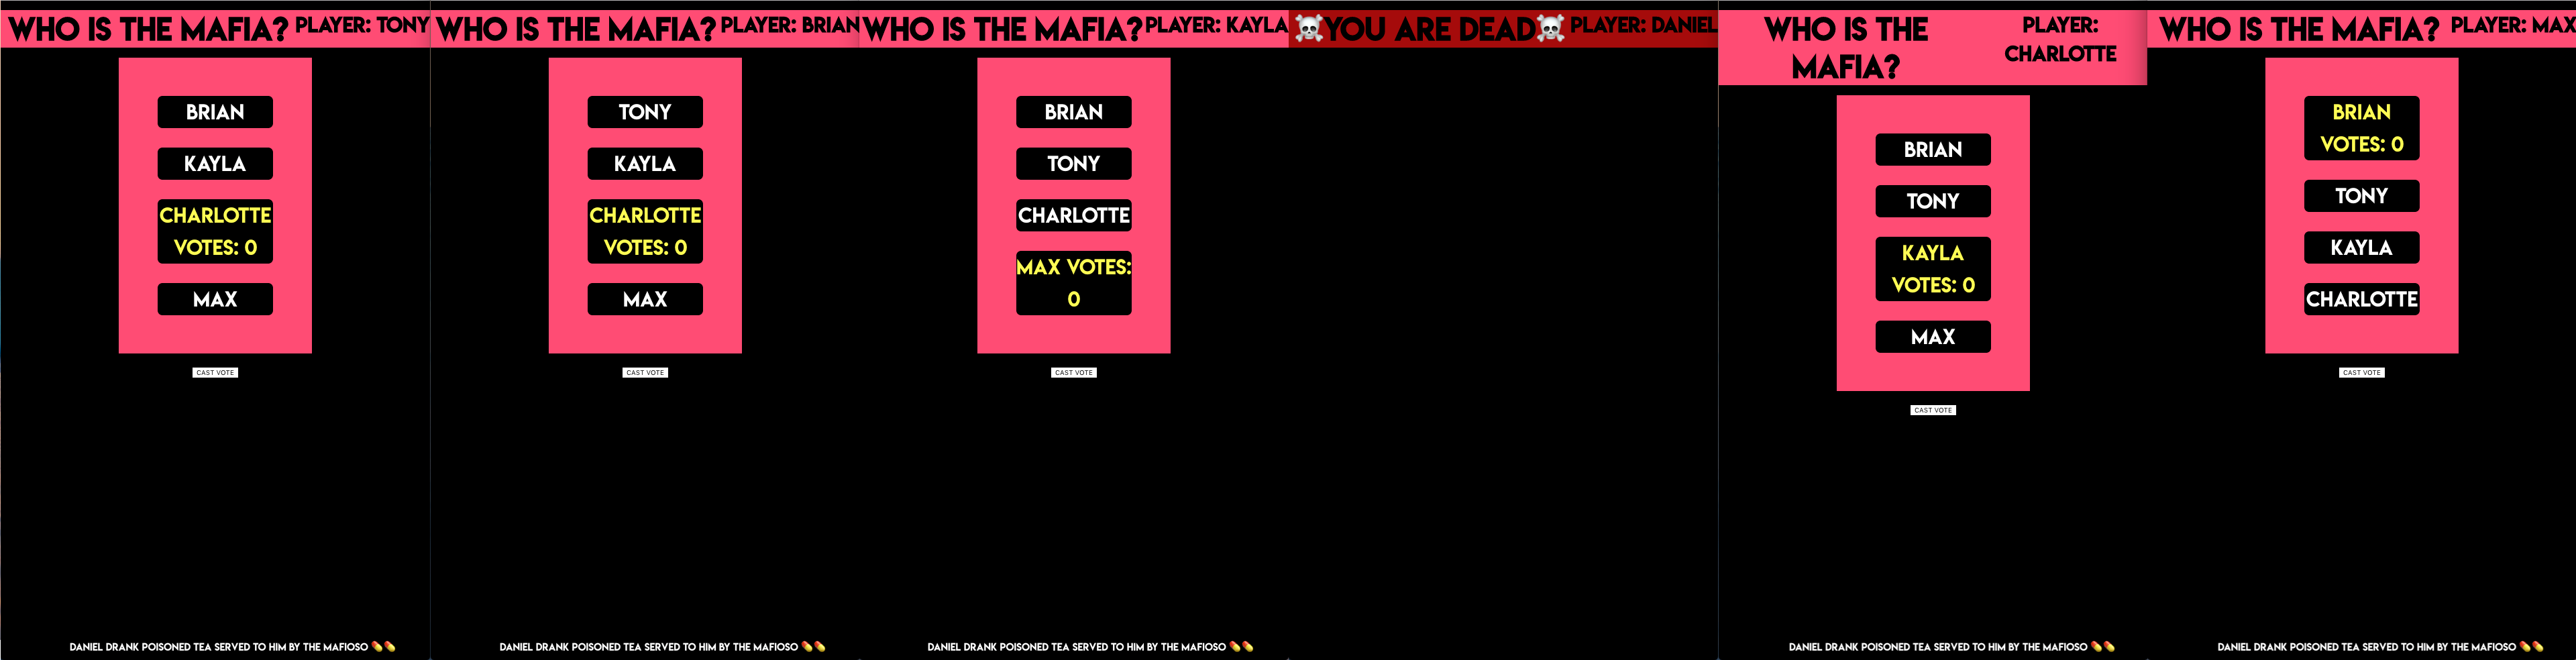 WHO IS THE MAFIA? PLAYER: TONY
BRIAN
KAYLA
CHARLOTTE
VOTES: 0
MAX
CAST VOTE
DANIEL DRANK POISONED TEA SERVED TO HIM BY THE MAFIOSO 💊💊
WHO IS THE MAFIA? PLAYER: BRIAN
TONY
KAYLA
CHARLOTTE
VOTES: 0
MAX
CAST VOTE
DANIEL DRANK POISONED TEA SERVED TO HIM BY THE MAFIOSO 💊💊
WHO IS THE MAFIA? PLAYER: KAYLA
BRIAN
TONY
CHARLOTTE
MAX VOTES:
0
CAST VOTE
DANIEL DRANK POISONED TEA SERVED TO HIM BY THE MAFIOSO 💊💊
☠️YOU ARE DEAD☠️ PLAYER: DANIEL
WHO IS THE
MAFIA?
PLAYER:
CHARLOTTE
BRIAN
TONY
KAYLA
VOTES: 0
MAX
CAST VOTE
DANIEL DRANK POISONED TEA SERVED TO HIM BY THE MAFIOSO 💊💊
WHO IS THE MAFIA? PLAYER: MAX
BRIAN
VOTES: 0
TONY
KAYLA
CHARLOTTE
CAST VOTE
DANIEL DRANK POISONED TEA SERVED TO HIM BY THE MAFIOSO 💊💊